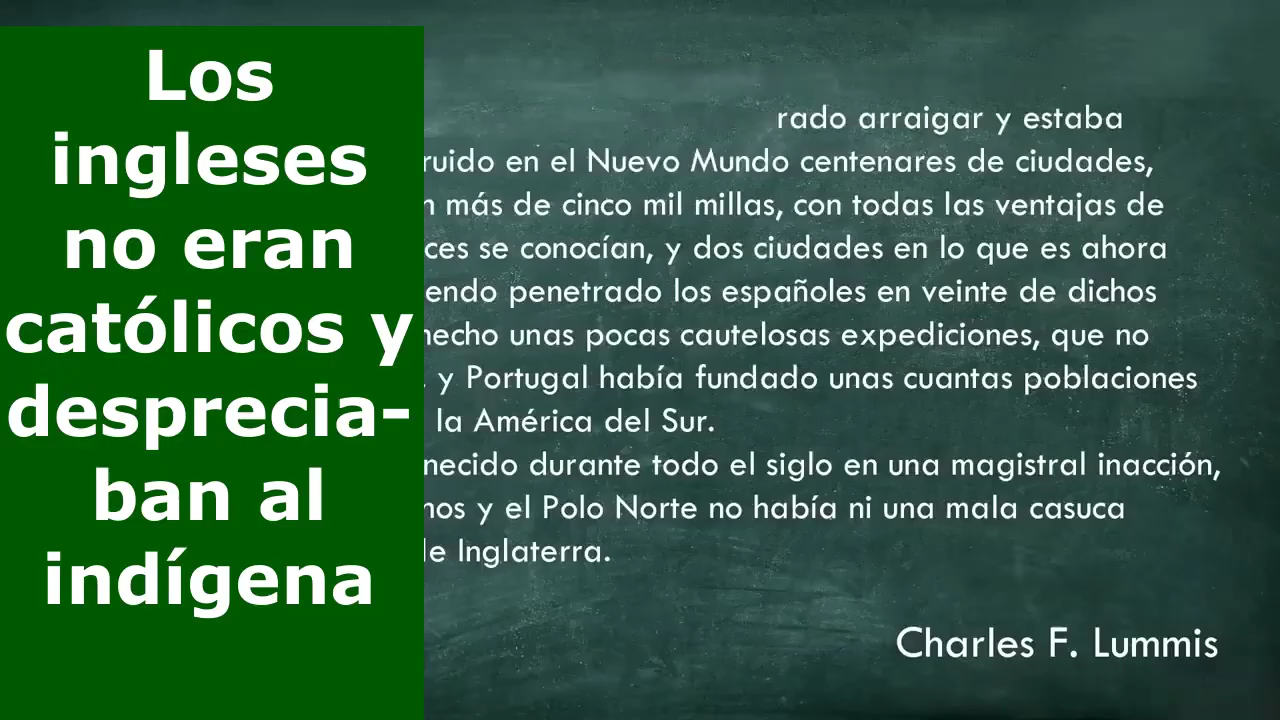 Los
ingleses
no eran
católicos y
desprecia-
ban al
indígena
rado arraigar y estaba
ruido en el Nuevo Mundo centenares de ciudades,
más de cinco mil millas, con todas las ventajas de
ces se conocían, y dos ciudades en lo que es ahora
endo penetrado los españoles en veinte de dichos
hecho unas pocas cautelosas expediciones, que no
y Portugal había fundado unas cuantas poblaciones
la América del Sur.
necido durante todo el siglo en una magistral inacción,
nos y el Polo Norte no había ni una mala casuca
de Inglaterra.
Charles F. Lummis